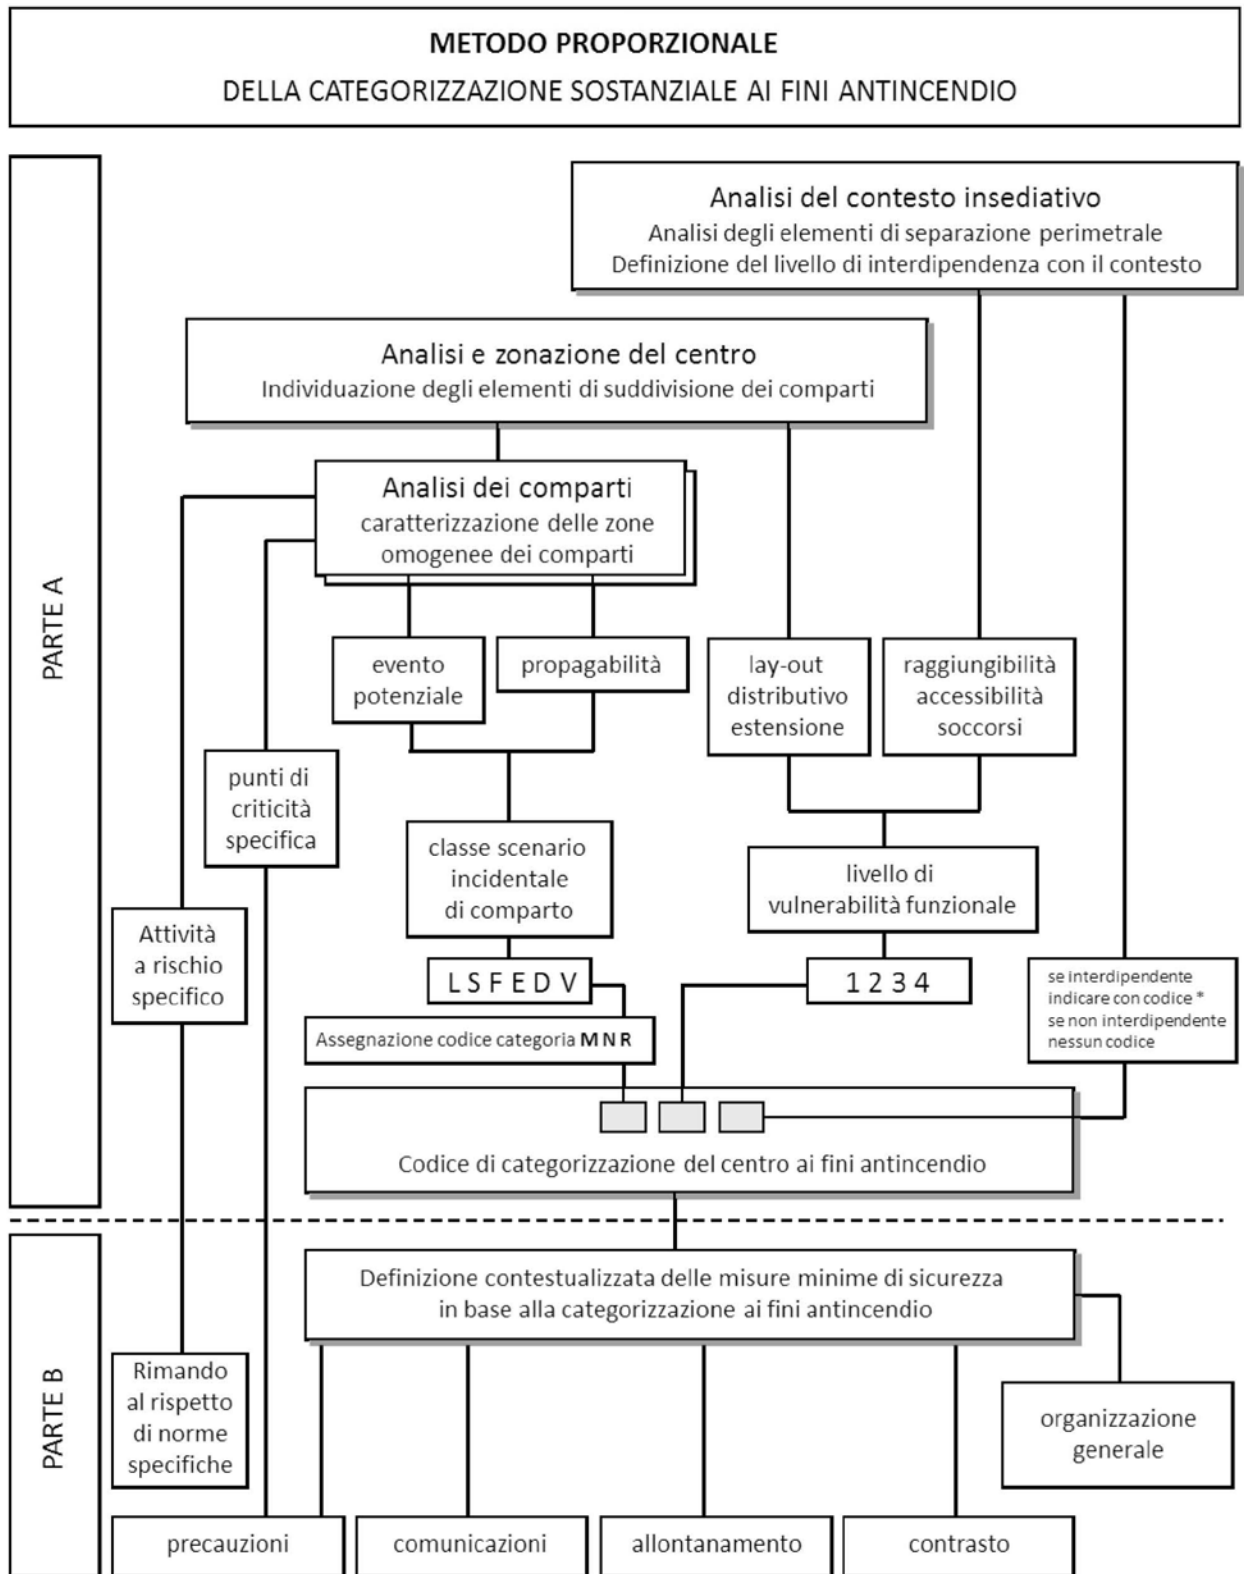 METODO PROPORZIONALE
DELLA CATEGORIZZAZIONE SOSTANZIALE AI FINI ANTINCENDIO
PARTE A
Analisi del contesto insediativo
Analisi degli elementi di separazione perimetrale
Definizione del livello di interdipendenza con il contesto
Analisi e zonazione del centro
Individuazione degli elementi di suddivisione dei comparti
Analisi dei comparti
caratterizzazione delle zone
omogenee dei comparti
evento
potenziale
propagabilità
lay-out
distributivo
estensione
raggiungibilità
accessibilità
soccorsi
punti di
criticità
specifica
classe scenario
incidentale
di comparto
livello di
vulnerabilità funzionale
Attività
a rischio
specifico
L S F E D V
1 2 3 4
se interdipendente
indicare con codice *
se non interdipendente
nessun codice
Assegnazione codice categoria M N R
Codice di categorizzazione del centro ai fini antincendio
PARTE B
Definizione contestualizzata delle misure minime di sicurezza
in base alla categorizzazione ai fini antincendio
Rimando
al rispetto
di norme
specifiche
organizzazione
generale
precauzioni
comunicazioni
allontanamento
contrasto